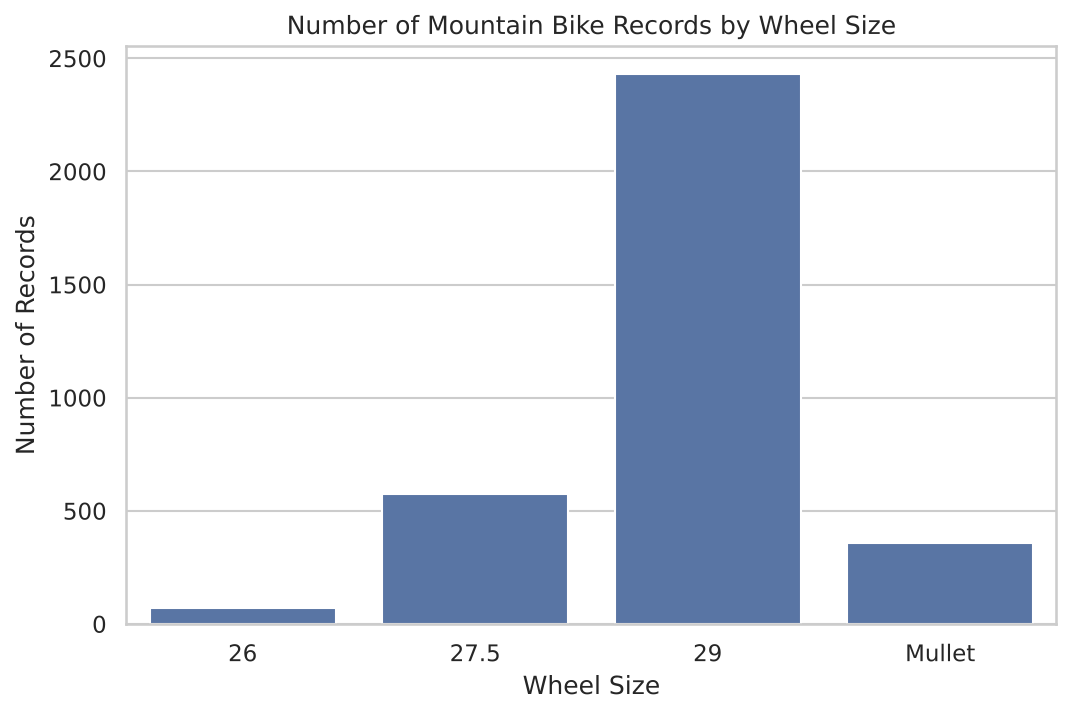 Number of Mountain Bike Records by Wheel Size
2500
2000
1500
1000
500
0
Number of Records
26 27.5 29 Mullet
Wheel Size